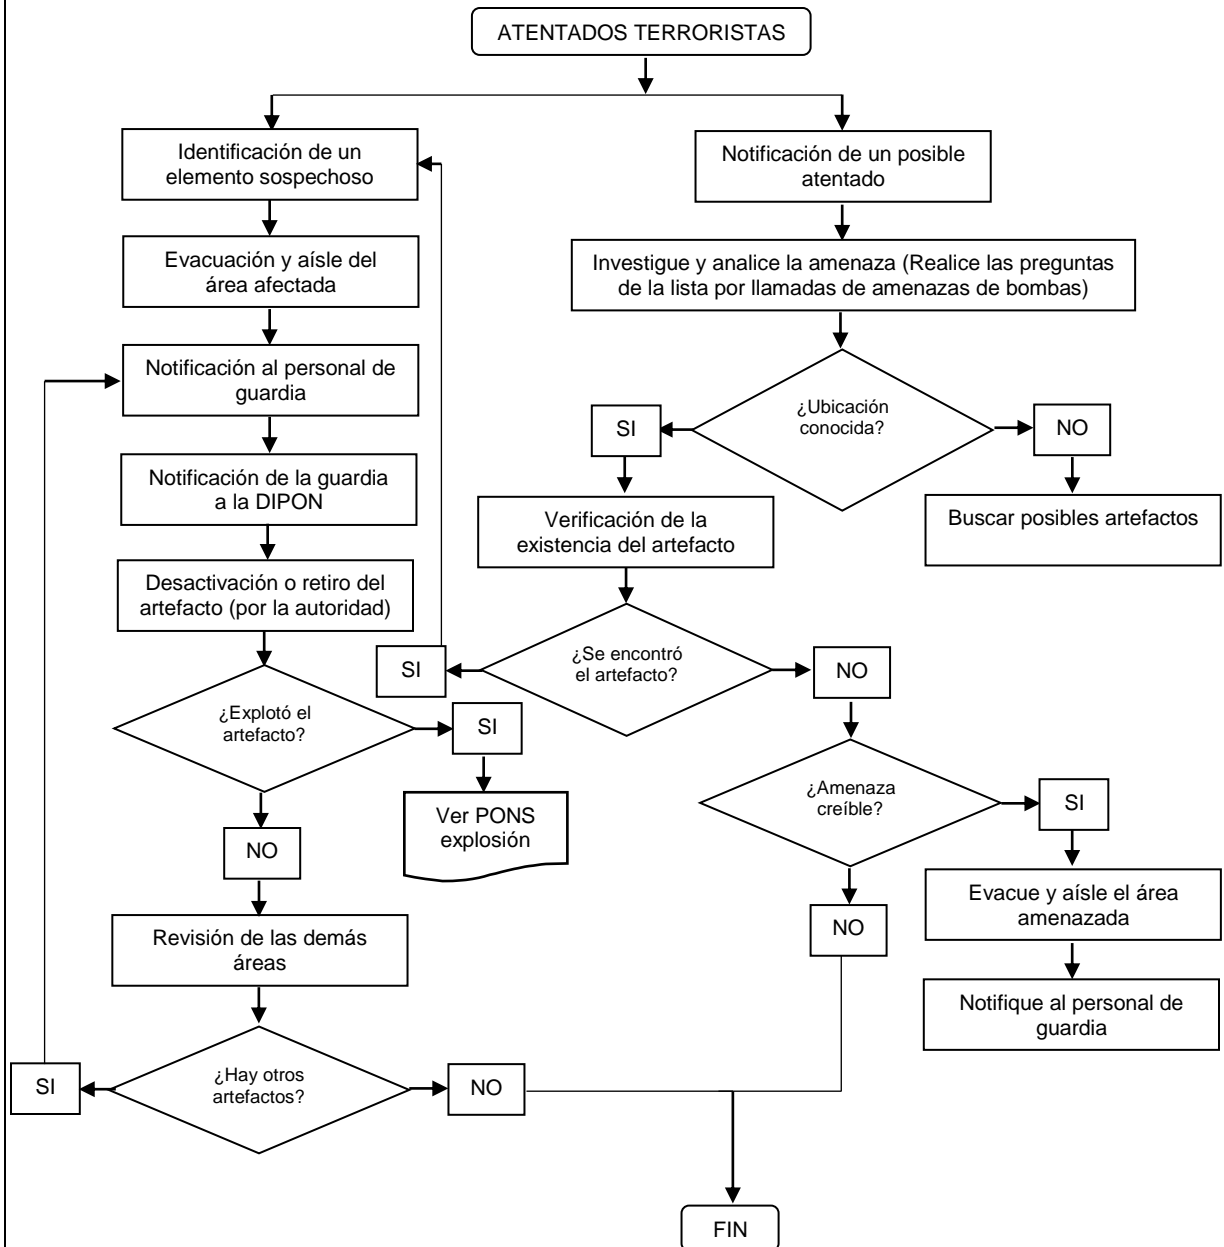 ATENTADOS TERRORISTAS
Identificación de un
elemento sospechoso
Evacuación y aísle del
área afectada
Notificación al personal de
guardia
Notificación de la guardia
a la DIPON
Desactivación o retiro del
artefacto (por la autoridad)
¿Explotó el
artefacto?
SI
Ver PONS
explosión
NO
Revisión de las demás
áreas
¿Hay otros
artefactos?
SI
NO
Notificación de un posible
atentado
Investigue y analice la amenaza (Realice las preguntas
de la lista por llamadas de amenazas de bombas)
¿Ubicación
conocida?
SI
NO
Buscar posibles artefactos
Verificación de la
existencia del artefacto
¿Se encontró
el artefacto?
SI
NO
¿Amenaza
creíble?
SI
Evacue y aísle el área
amenazada
Notifique al personal de
guardia
NO
FIN